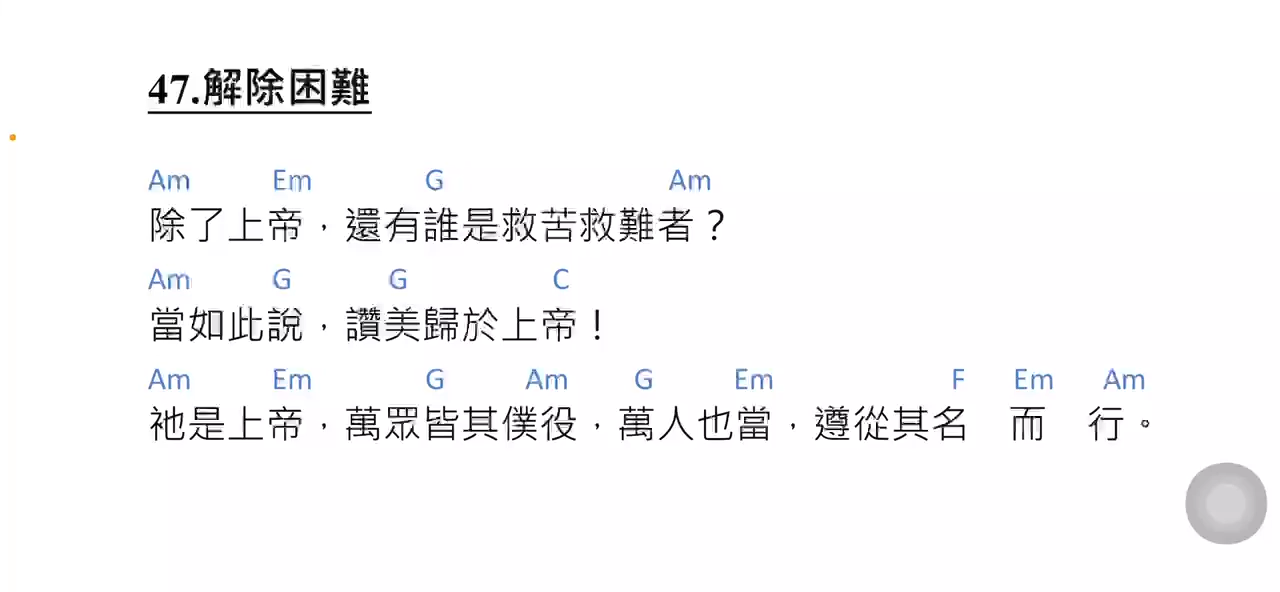 47.解除困難
Am Em G Am
除了上帝，還有誰是救苦救難者？
Am G G C
當如此說，讚美歸於上帝！
Am Em G Am G Em F Em Am
祂是上帝，萬眾皆其僕役，萬人也當，遵從其名 而 行。